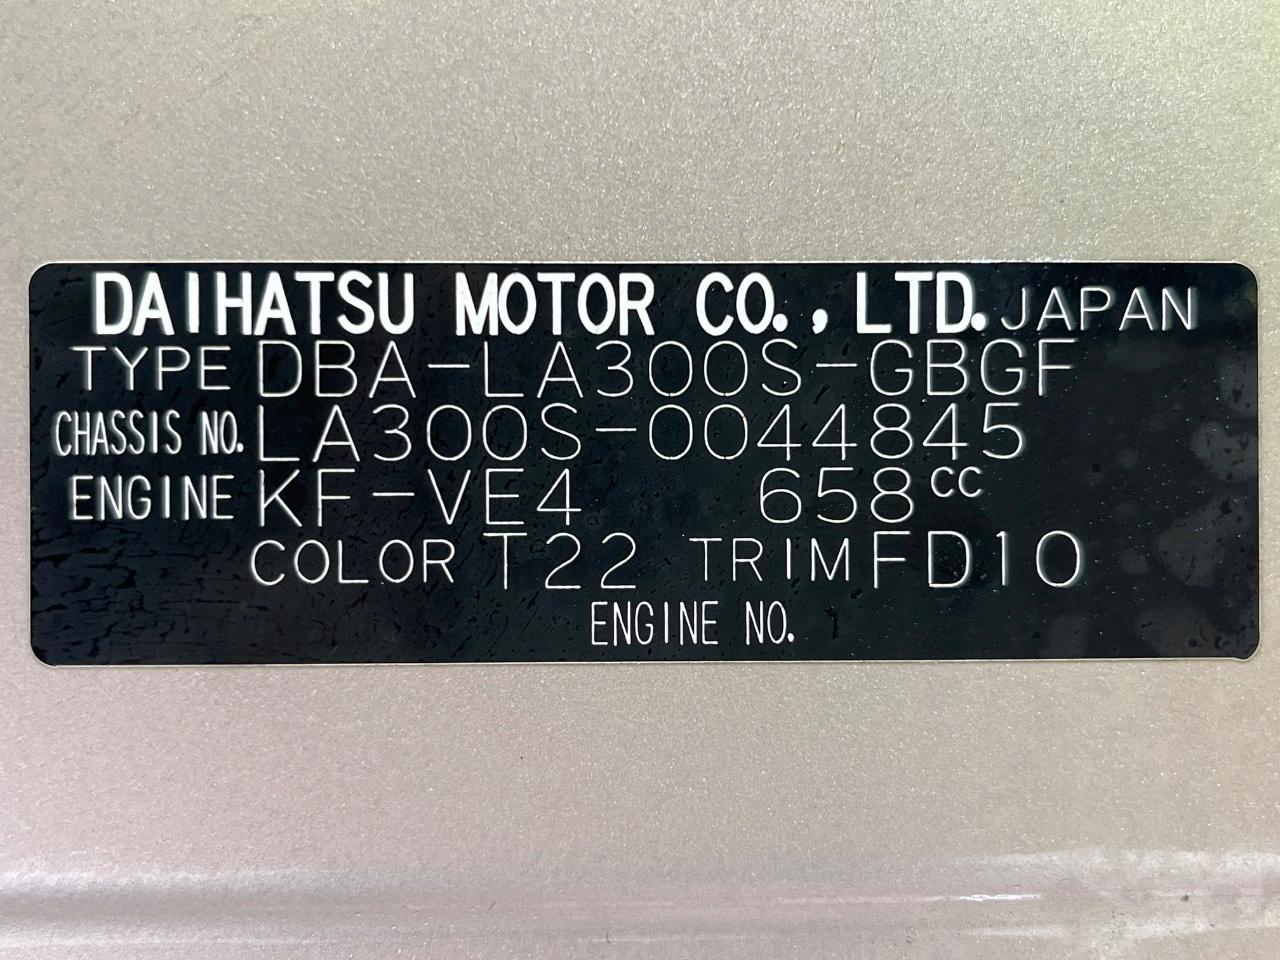 DAIHATSU MOTOR CO., LTD. JAPAN
TYPE DBA-LA300S-GBGF
CHASSIS NO. LA300S-0044845
ENGINE KF-VE4 658cc
COLOR T22 TRIM FD10
ENGINE NO.